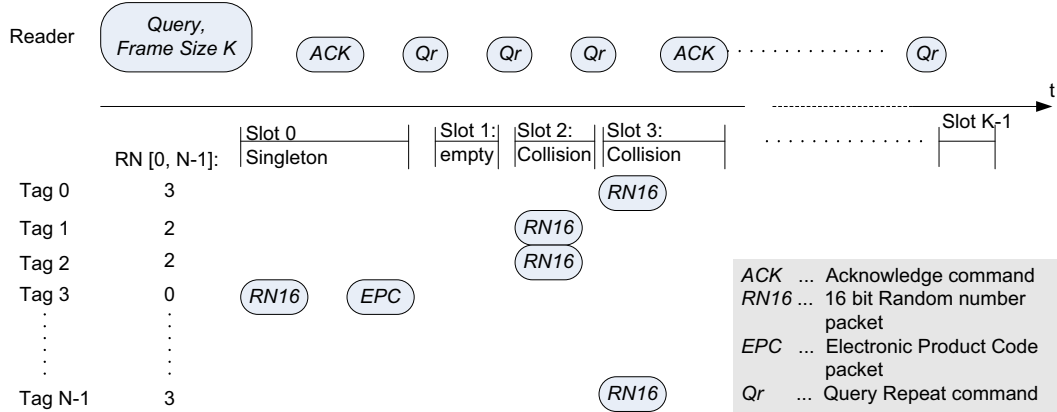 Query,
Reader Frame Size K ACK Qr Qr Qr ACK Qr
t
Slot 0 Slot 1: Slot 2: Slot 3: Slot K-1
RN [0, N-1]: Singleton empty Collision Collision
Tag 0 3 RN16
Tag 1 2 RN16
Tag 2 2 RN16
Tag 3 0 RN16 EPC
Tag N-1 3 RN16
ACK ... Acknowledge command
RN16 ... 16 bit Random number
packet
EPC ... Electronic Product Code
packet
Qr ... Query Repeat command